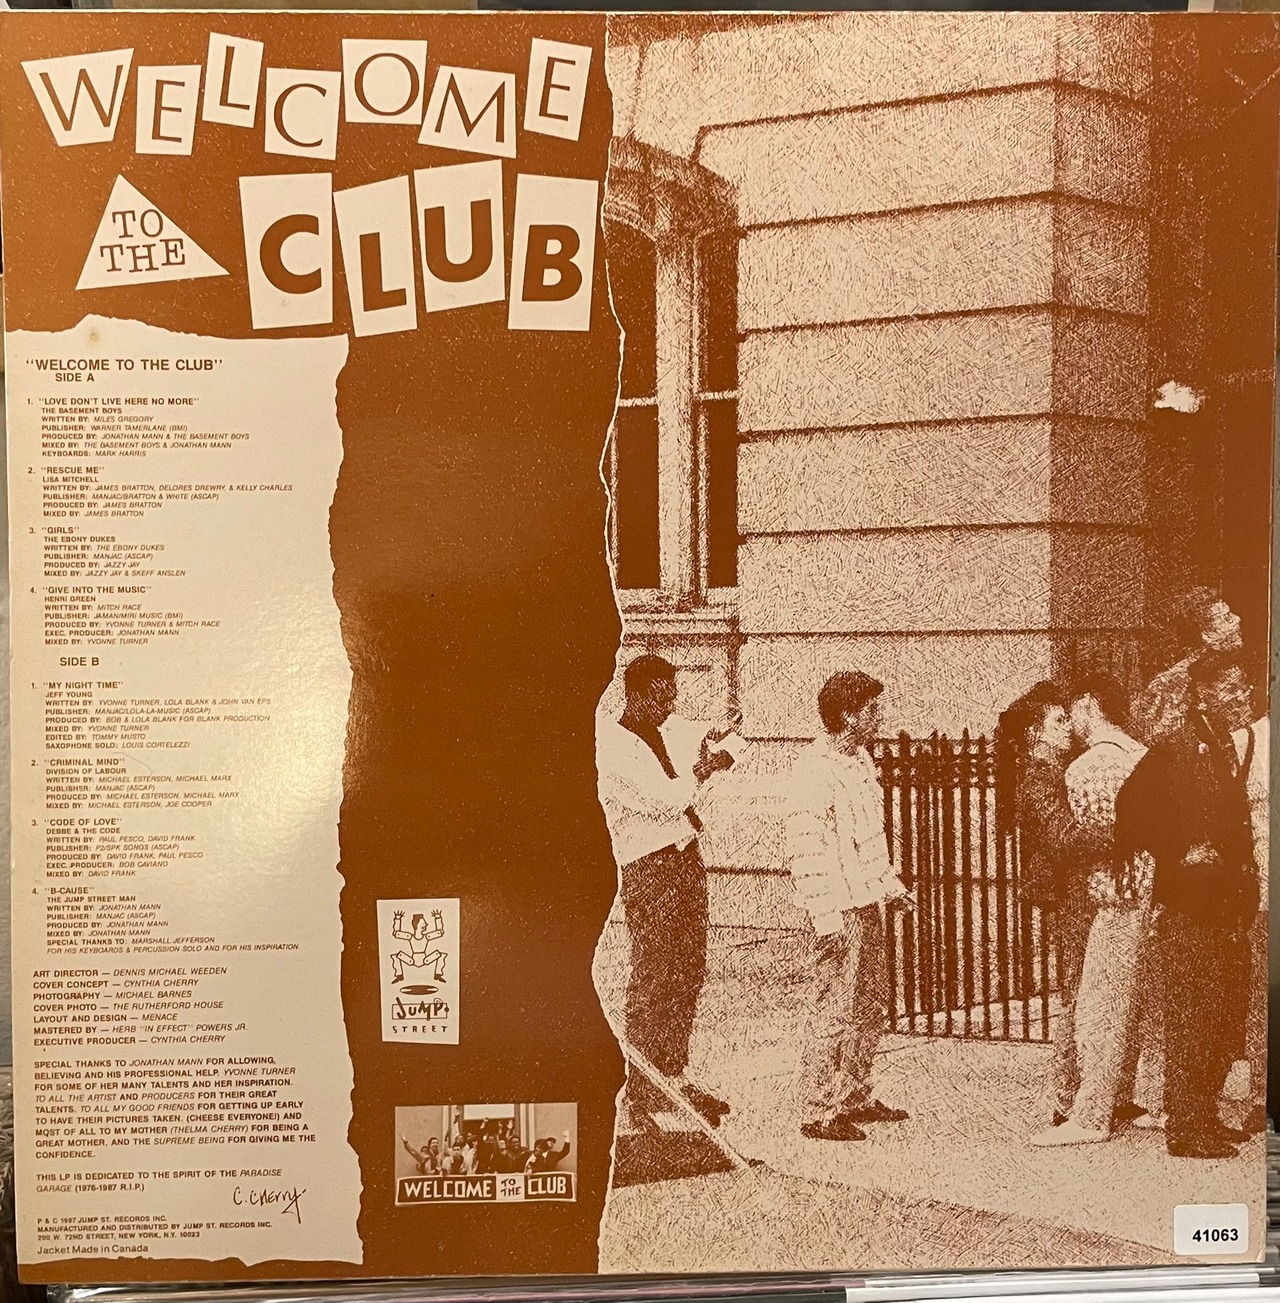 WELCOME
TO
THE
CLUB
"WELCOME TO THE CLUB"
SIDE A
1. "LOVE DON'T LIVE HERE NO MORE"
THE BASEMENT BOYS
WRITTEN BY: MILES GREGORY
PUBLISHER: WARNER TAMERLANE (BMI)
PRODUCED BY: JONATHAN MANN & THE BASEMENT BOYS
MIXED BY: THE BASEMENT BOYS & JONATHAN MANN
KEYBOARDS: MARK HARRIS
2. "RESCUE ME"
LISA MITCHELL
WRITTEN BY: JAMES BRATTON, DELORES DREWRY, & KELLY CHARLES
PUBLISHER: MANJAC/BRATTON & WHITE (ASCAP)
PRODUCED BY: JAMES BRATTON
MIXED BY: JAMES BRATTON
3. "GIRLS"
THE EBONY DUKES
WRITTEN BY: THE EBONY DUKES
PUBLISHER: MANJAC (ASCAP)
PRODUCED BY: JAZZY JAY
MIXED BY: JAZZY JAY & SKEFF ANSLEN
4. "GIVE INTO THE MUSIC"
HENRI GREEN
WRITTEN BY: MITCH RACE
PUBLISHER: JAMAN/MIRI MUSIC (BMI)
PRODUCED BY: YVONNE TURNER & MITCH RACE
EXEC. PRODUCER: JONATHAN MANN
MIXED BY: YVONNE TURNER
SIDE B
1. "MY NIGHT TIME"
JEFF YOUNG
WRITTEN BY: YVONNE TURNER, LOLA BLANK & JOHN VAN EPS
PUBLISHER: MANJAC/LOLA-LA-MUSIC (ASCAP)
PRODUCED BY: BOB & LOLA BLANK FOR BLANK PRODUCTION
MIXED BY: YVONNE TURNER
EDITED BY: TOMMY MUSTO
SAXOPHONE SOLO: LOUIS CORTELEZZI
2. "CRIMINAL MIND"
DIVISION OF LABOUR
WRITTEN BY: MICHAEL ESTERSON, MICHAEL MARX
PUBLISHER: MANJAC (ASCAP)
PRODUCED BY: MICHAEL ESTERSON, MICHAEL MARX
MIXED BY: MICHAEL ESTERSON, JOE COOPER
3. "CODE OF LOVE"
DEBBE & THE CODE
WRITTEN BY: PAUL PESCO, DAVID FRANK
PUBLISHER: P2/SPK SONGS (ASCAP)
PRODUCED BY: DAVID FRANK, PAUL PESCO
EXEC. PRODUCER: BOB CAVIANO
MIXED BY: DAVID FRANK
4. "B-CAUSE"
THE JUMP STREET MAN
WRITTEN BY: JONATHAN MANN
PUBLISHER: MANJAC (ASCAP)
PRODUCED BY: JONATHAN MANN
MIXED BY: JONATHAN MANN
SPECIAL THANKS TO: MARSHALL JEFFERSON
FOR HIS KEYBOARDS & PERCUSSION SOLO AND FOR HIS INSPIRATION
ART DIRECTOR — DENNIS MICHAEL WEEDEN
COVER CONCEPT — CYNTHIA CHERRY
PHOTOGRAPHY — MICHAEL BARNES
COVER PHOTO — THE RUTHERFORD HOUSE
LAYOUT AND DESIGN — MENACE
MASTERED BY — HERB "IN EFFECT" POWERS JR.
EXECUTIVE PRODUCER — CYNTHIA CHERRY
SPECIAL THANKS TO JONATHAN MANN FOR ALLOWING,
BELIEVING AND HIS PROFESSIONAL HELP. YVONNE TURNER
FOR SOME OF HER MANY TALENTS AND HER INSPIRATION.
TO ALL THE ARTIST AND PRODUCERS FOR THEIR GREAT
TALENTS. TO ALL MY GOOD FRIENDS FOR GETTING UP EARLY
TO HAVE THEIR PICTURES TAKEN, (CHEESE EVERYONE!) AND
MOST OF ALL TO MY MOTHER (THELMA CHERRY) FOR BEING A
GREAT MOTHER, AND THE SUPREME BEING FOR GIVING ME THE
CONFIDENCE.
THIS LP IS DEDICATED TO THE SPIRIT OF THE PARADISE
GARAGE (1976-1987 R.I.P.)
C. Cherry
P & C 1987 JUMP ST. RECORDS INC.
MANUFACTURED AND DISTRIBUTED BY JUMP ST. RECORDS INC.
200 W. 72ND STREET, NEW YORK, N.Y. 10023
Jacket Made in Canada
JUMP
STREET
WELCOME TO THE CLUB
41063